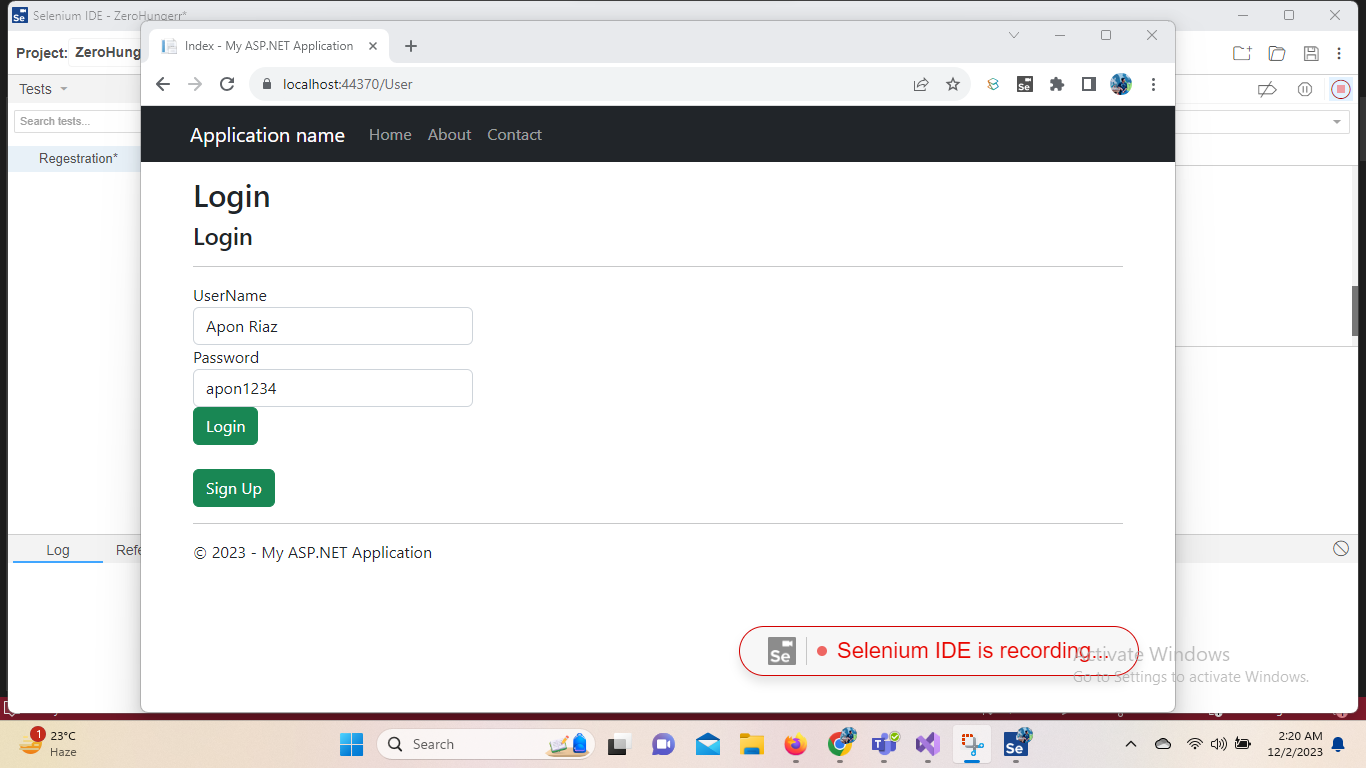 Selenium IDE - ZeroHungerr*
Project: ZeroHung
Index - My ASP.NET Application
localhost:44370/User
Se
Tests
Search tests...
Regestration*
Application name Home About Contact
Login
Login
UserName
Apon Riaz
Password
apon1234
Login
Sign Up
© 2023 - My ASP.NET Application
Log Refe
Se Selenium IDE is recording...
Activate Windows
Go to Settings to activate Windows.
1
23°C
Haze
Search
Se
2:20 AM
12/2/2023